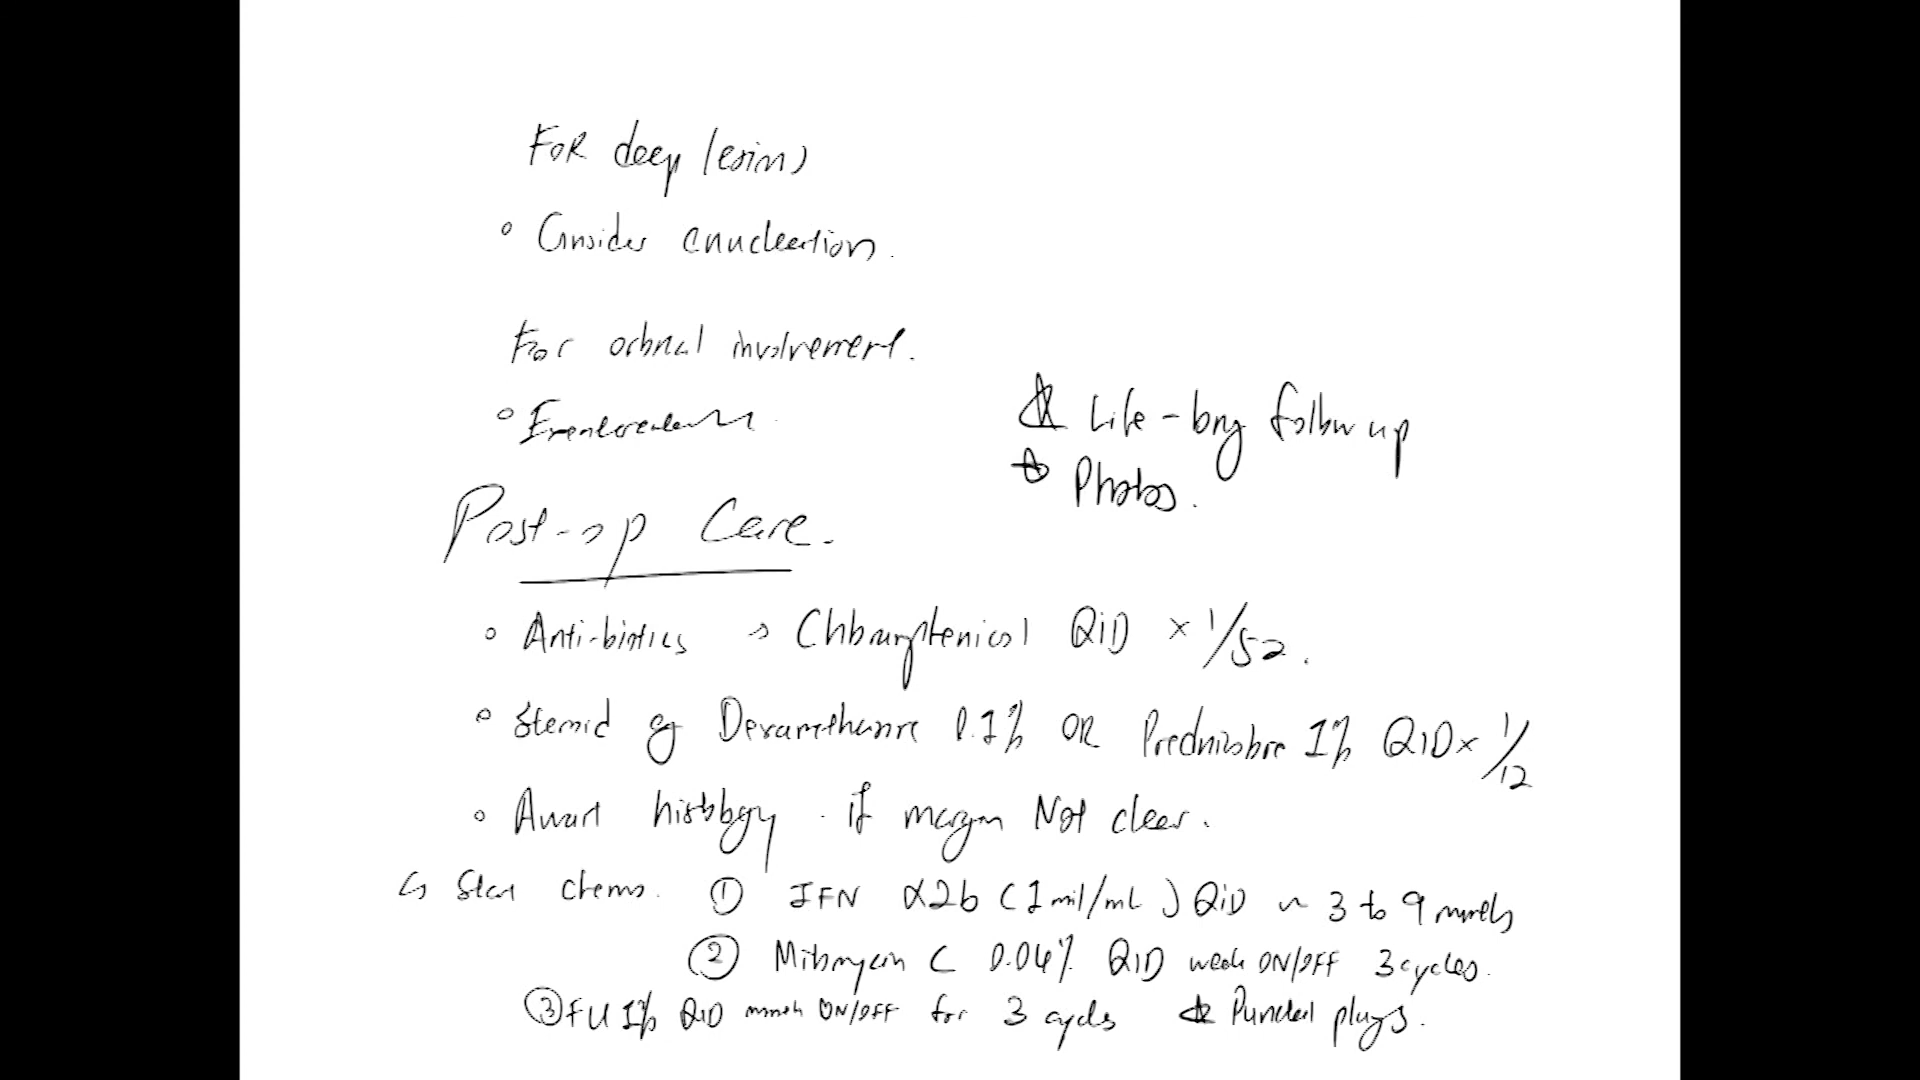 FOR deep lesions
° Consider enucleation.
For orbital involvement.
° Exenteration
☆ Life-long follow up
☆ Photos.
Post-op Care.
° Anti-biotics → Chloramphenicol QiD × 1/52.
° Steroid eg Dexamethasone 0.1% OR Prednisolone 1% QiD × 1/12
° Await histology. if margin Not clear.
↳ Start chemo. ① IFN α2b (1 mil/mL) QiD ~ 3 to 9 months
② Mitomycin C 0.04% QID week ON/OFF 3 cycles.
③ FU 1% QID month ON/OFF for 3 cycles ☆ Punctal plugs.